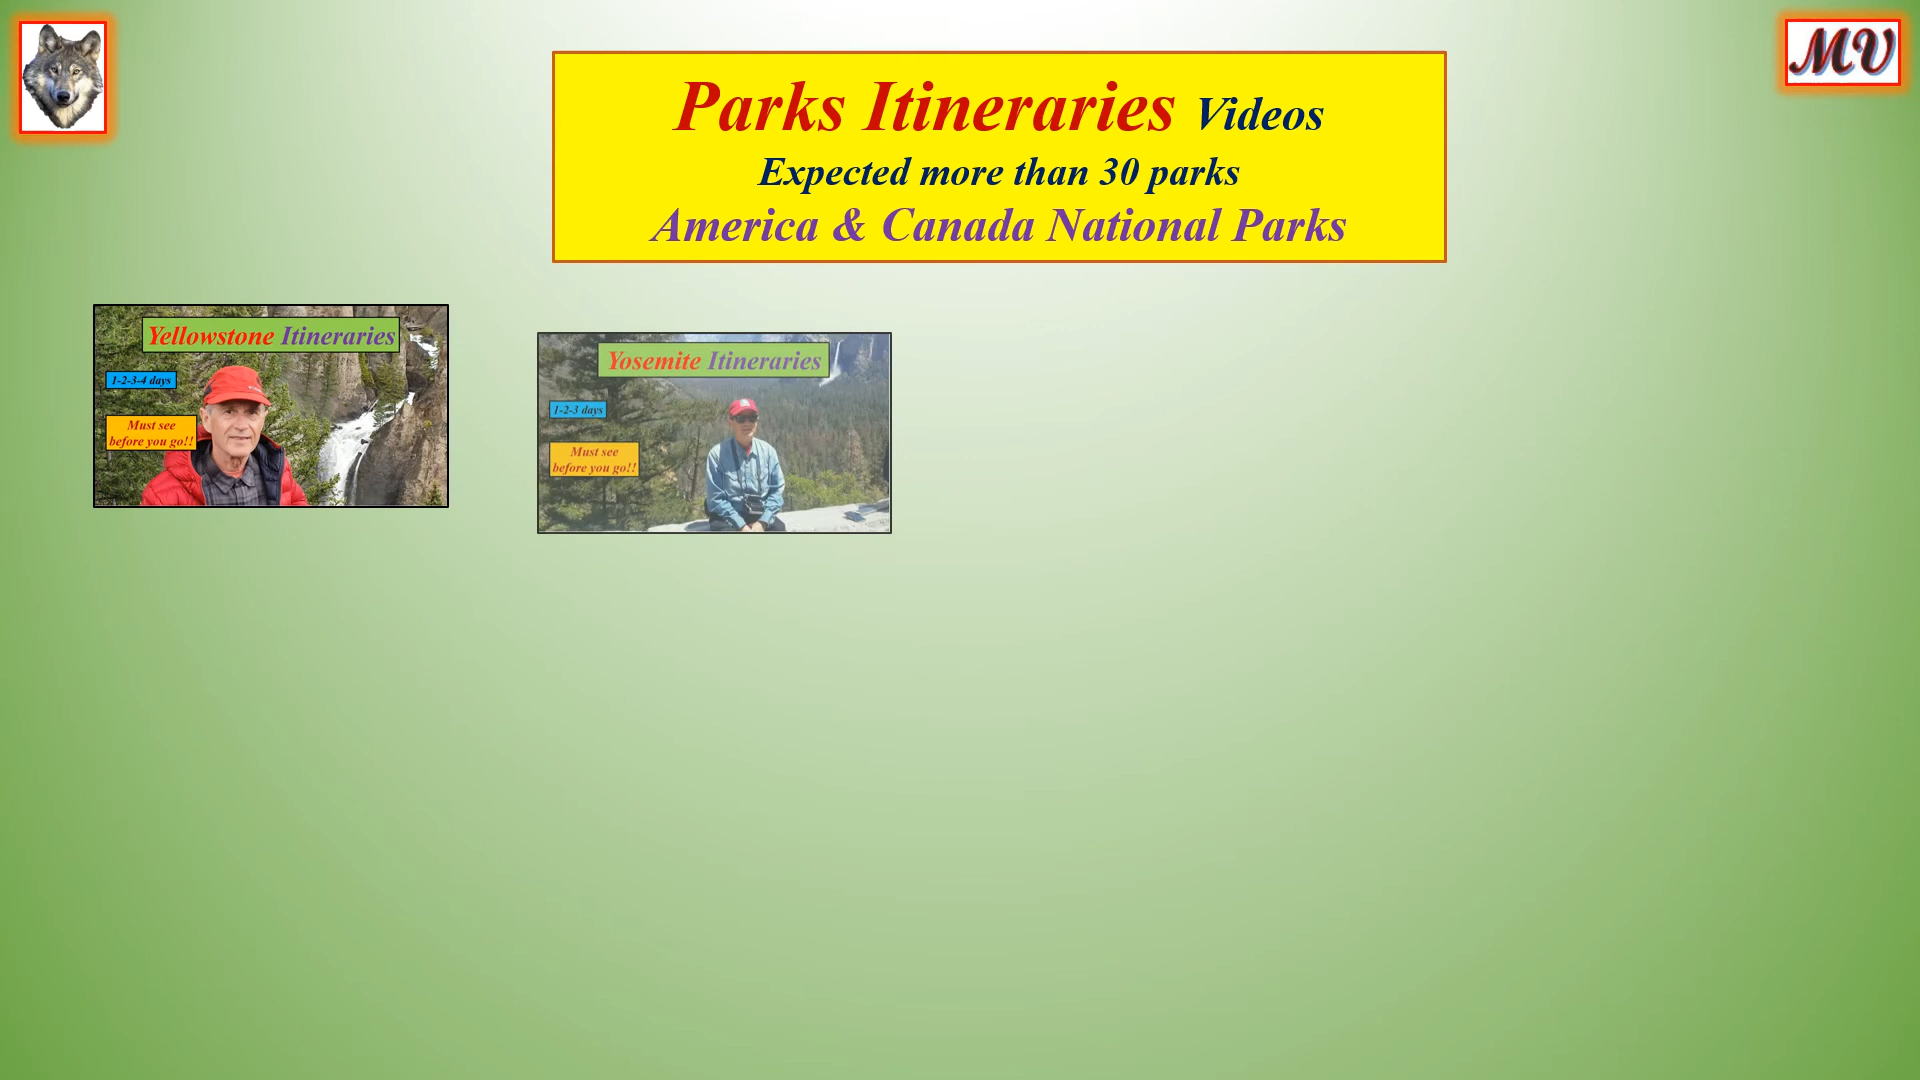 MV
Parks Itineraries Videos
Expected more than 30 parks
America & Canada National Parks
Yellowstone Itineraries
1-2-3-4 days
Must see
before you go!!
Yosemite Itineraries
1-2-3 days
Must see
before you go!!